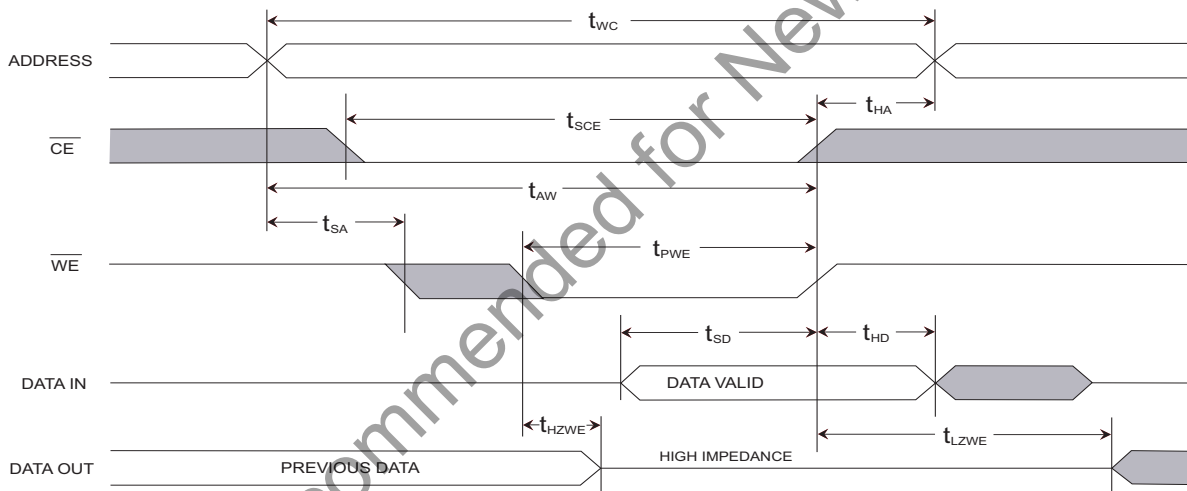 tWC
ADDRESS
tHA
tSCE
CE
tAW
tSA
tPWE
WE
tSD
tHD
DATA IN
DATA VALID
tHZWE
tLZWE
DATA OUT
PREVIOUS DATA
HIGH IMPEDANCE
commended for New